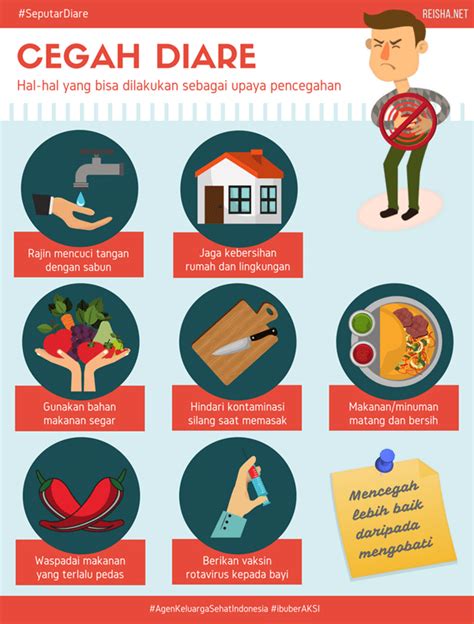 #SeputarDiare
REISHA.NET
CEGAH DIARE
Hal-hal yang bisa dilakukan sebagai upaya pencegahan
Rajin mencuci tangan
dengan sabun
Jaga kebersihan
rumah dan lingkungan
Gunakan bahan
makanan segar
Hindari kontaminasi
silang saat memasak
Makanan/minuman
matang dan bersih
Waspadai makanan
yang terlalu pedas
Berikan vaksin
rotavirus kepada bayi
Mencegah
lebih baik
daripada
mengobati
#AgenKeluargaSehatIndonesia #ibuberAKSI